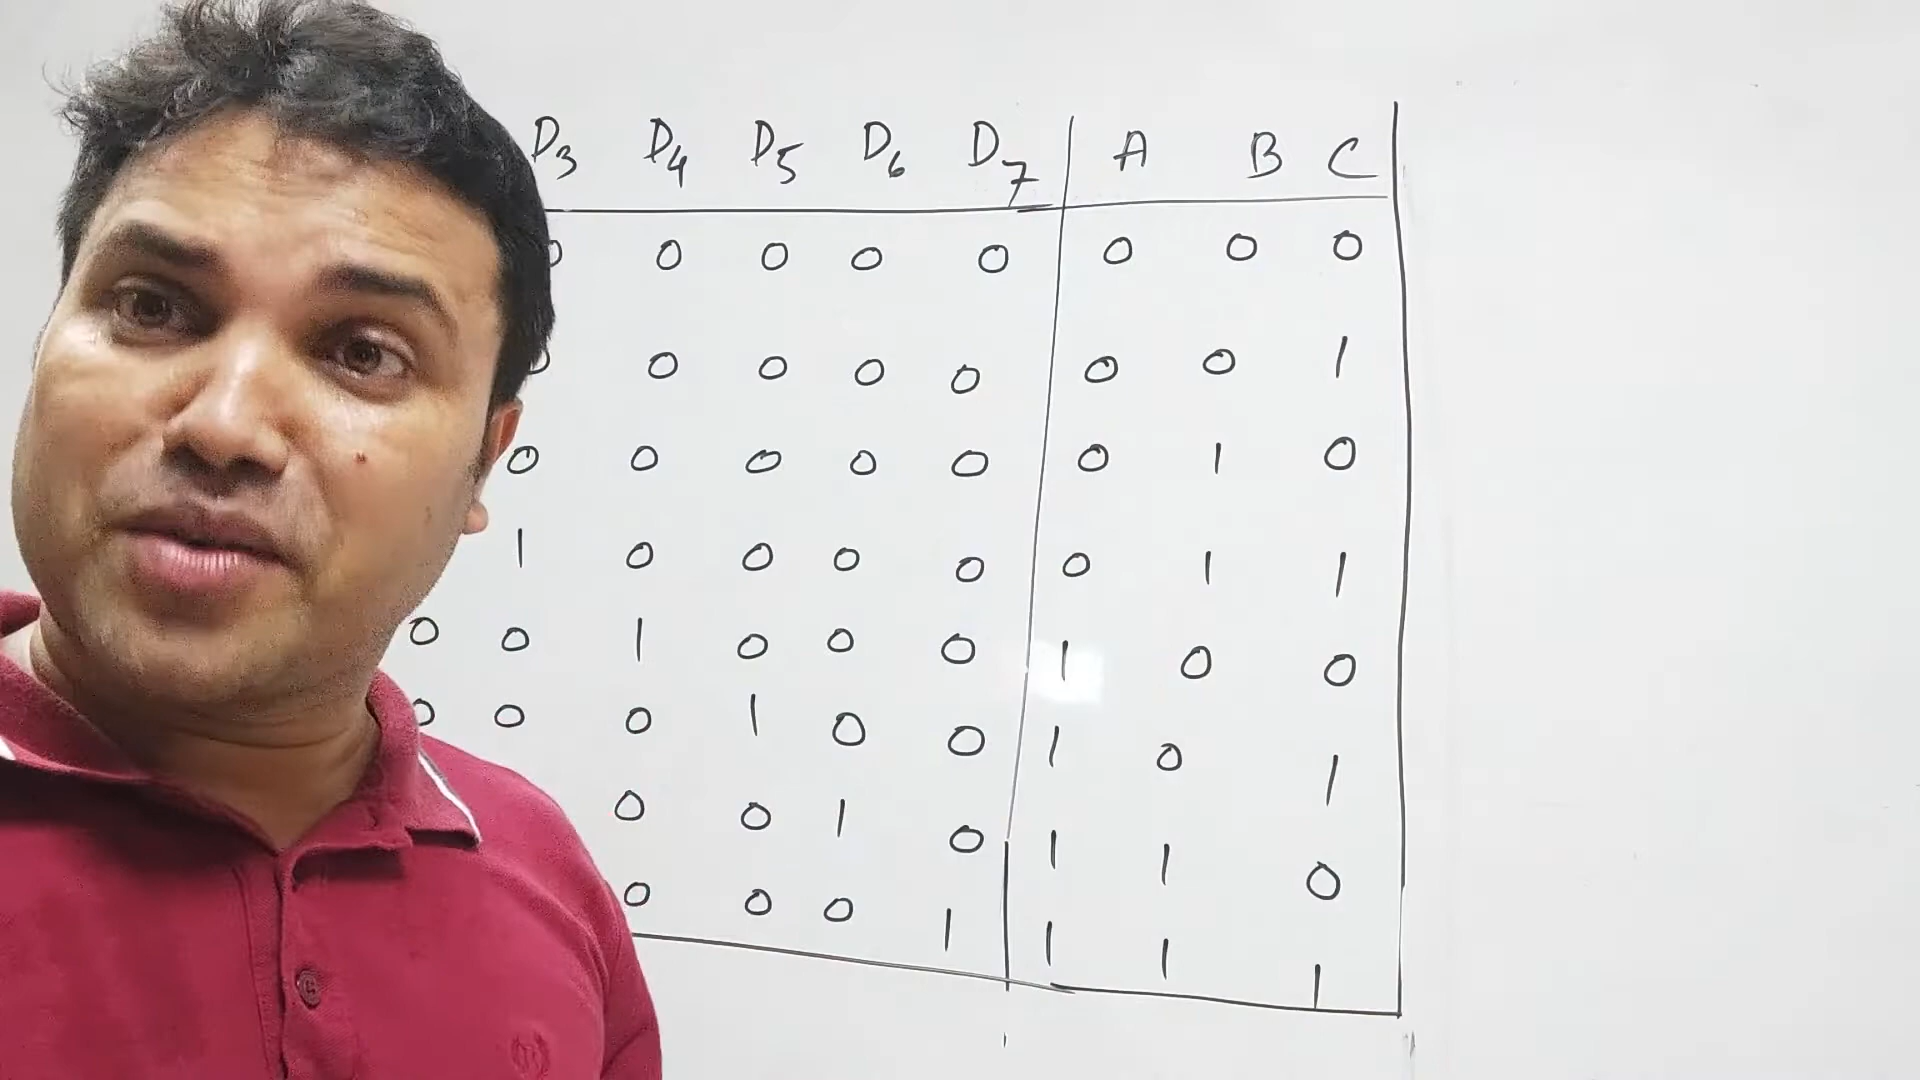 D3 D4 D5 D6 D7 A B C
0 0 0 0 0 0 0 0
0 0 0 0 0 0 0 1
0 0 0 0 0 0 1 0
1 0 0 0 0 0 1 1
0 0 1 0 0 0 1 0 0
0 0 0 1 0 0 1 0 1
0 0 1 0 1 1 0
0 0 0 1 1 1 1